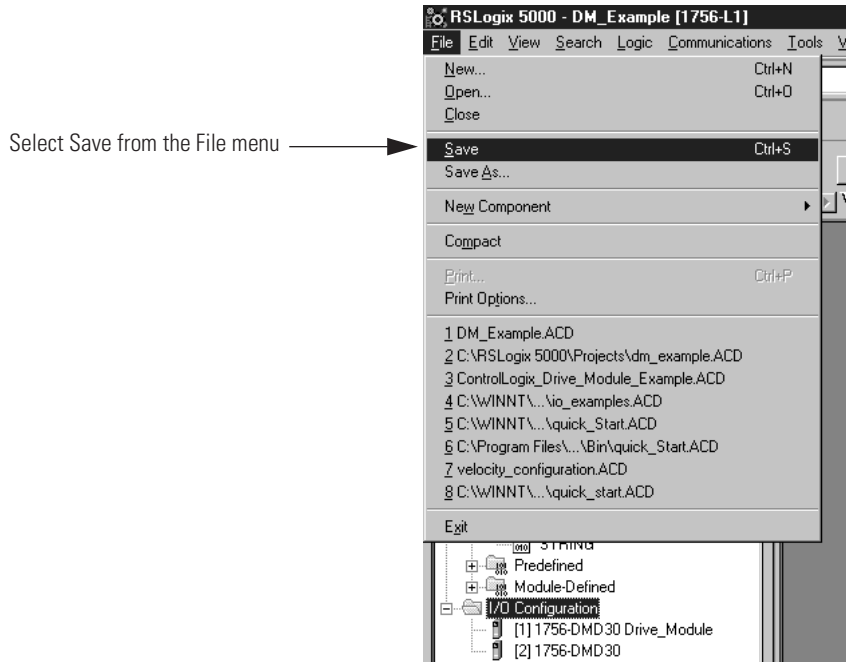 RSLogix 5000 - DM_Example [1756-L1]
File Edit View Search Logic Communications Tools
New... Ctrl+N
Open... Ctrl+O
Close
Select Save from the File menu
Save Ctrl+S
Save As...
New Component
Compact
Print... Ctrl+P
Print Options...
1 DM_Example.ACD
2 C:\RSLogix 5000\Projects\dm_example.ACD
3 ControlLogix_Drive_Module_Example.ACD
4 C:\WINNT\...\io_examples.ACD
5 C:\WINNT\...\quick_Start.ACD
6 C:\Program Files\...\Bin\quick_Start.ACD
7 velocity_configuration.ACD
8 C:\WINNT\...\quick_start.ACD
Exit
STRING
Predefined
Module-Defined
I/O Configuration
[1] 1756-DMD30 Drive_Module
[2] 1756-DMD30